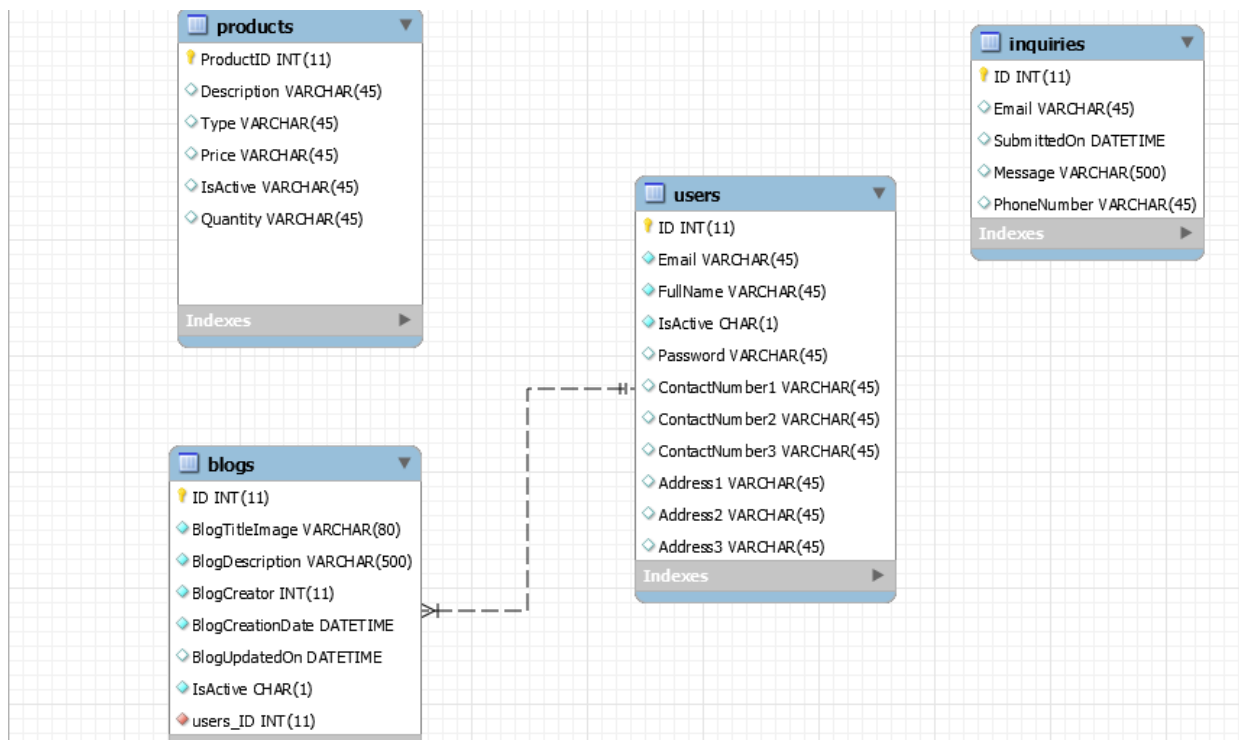 products
ProductID INT(11)
Description VARCHAR(45)
Type VARCHAR(45)
Price VARCHAR(45)
IsActive VARCHAR(45)
Quantity VARCHAR(45)
Indexes
inquiries
ID INT(11)
Email VARCHAR(45)
SubmittedOn DATETIME
Message VARCHAR(500)
PhoneNumber VARCHAR(45)
Indexes
users
ID INT(11)
Email VARCHAR(45)
FullName VARCHAR(45)
IsActive CHAR(1)
Password VARCHAR(45)
ContactNumber1 VARCHAR(45)
ContactNumber2 VARCHAR(45)
ContactNumber3 VARCHAR(45)
Address1 VARCHAR(45)
Address2 VARCHAR(45)
Address3 VARCHAR(45)
Indexes
blogs
ID INT(11)
BlogTitleImage VARCHAR(80)
BlogDescription VARCHAR(500)
BlogCreator INT(11)
BlogCreationDate DATETIME
BlogUpdatedOn DATETIME
IsActive CHAR(1)
users_ID INT(11)